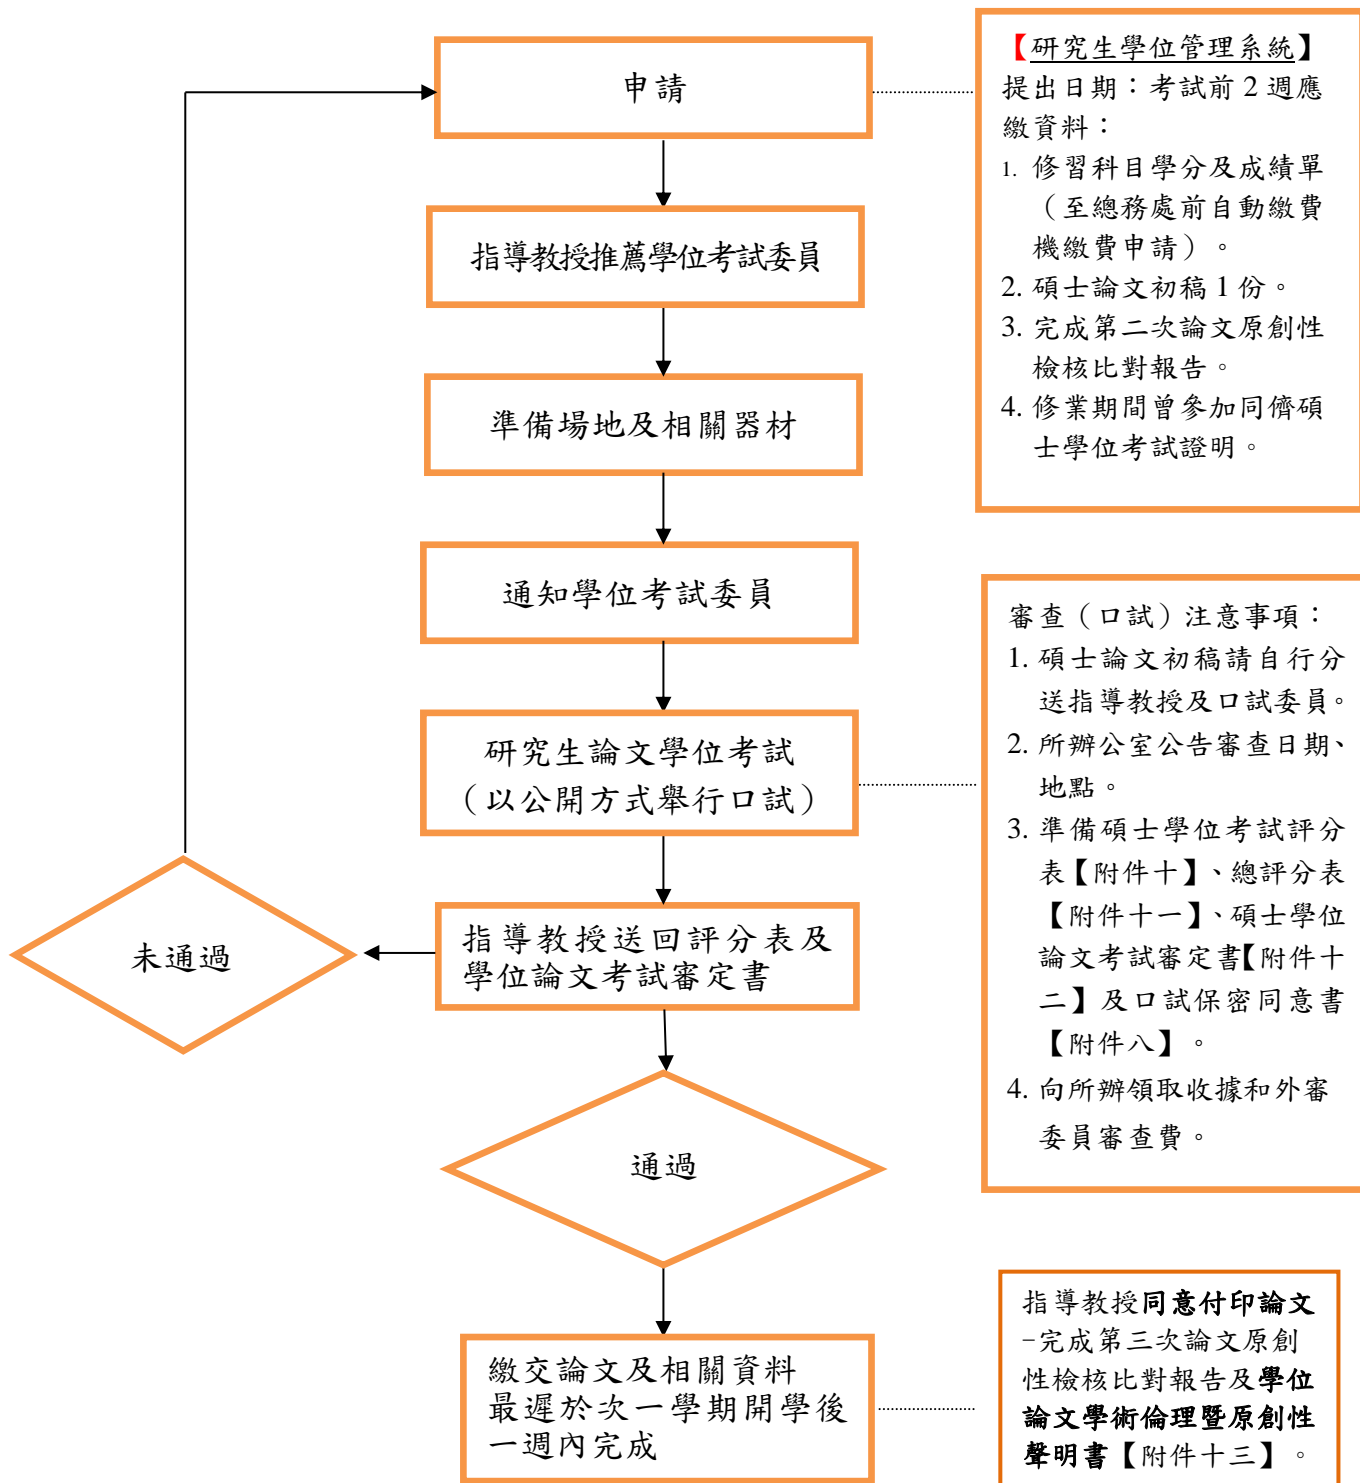 申請
指導教授推薦學位考試委員
準備場地及相關器材
通知學位考試委員
研究生論文學位考試
（以公開方式舉行口試）
指導教授送回評分表及
學位論文考試審定書
未通過
通過
繳交論文及相關資料
最遲於次一學期開學後
一週內完成
【研究生學位管理系統】
提出日期：考試前 2 週應
繳資料：
1. 修習科目學分及成績單
（至總務處前自動繳費
機繳費申請）。
2. 碩士論文初稿 1 份。
3. 完成第二次論文原創性
檢核比對報告。
4. 修業期間曾參加同儕碩
士學位考試證明。
審查（口試）注意事項：
1. 碩士論文初稿請自行分
送指導教授及口試委員。
2. 所辦公室公告審查日期、
地點。
3. 準備碩士學位考試評分
表【附件十】、總評分表
【附件十一】、碩士學位
論文考試審定書【附件十
二】及口試保密同意書
【附件八】。
4. 向所辦領取收據和外審
委員審查費。
指導教授同意付印論文
-完成第三次論文原創
性檢核比對報告及學位
論文學術倫理暨原創性
聲明書【附件十三】。